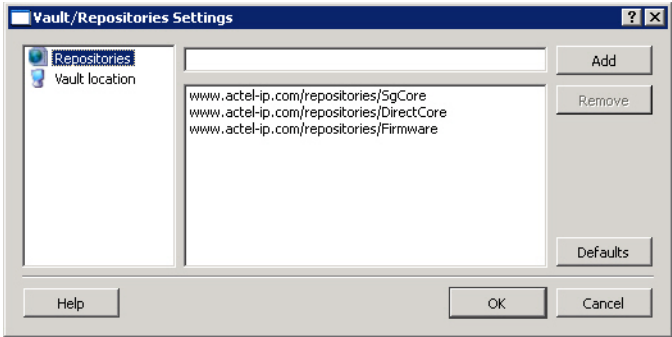 Vault/Repositories Settings
Repositories
Vault location
Add
www.actel-ip.com/repositories/SgCore
www.actel-ip.com/repositories/DirectCore
www.actel-ip.com/repositories/Firmware
Remove
Defaults
Help
OK
Cancel